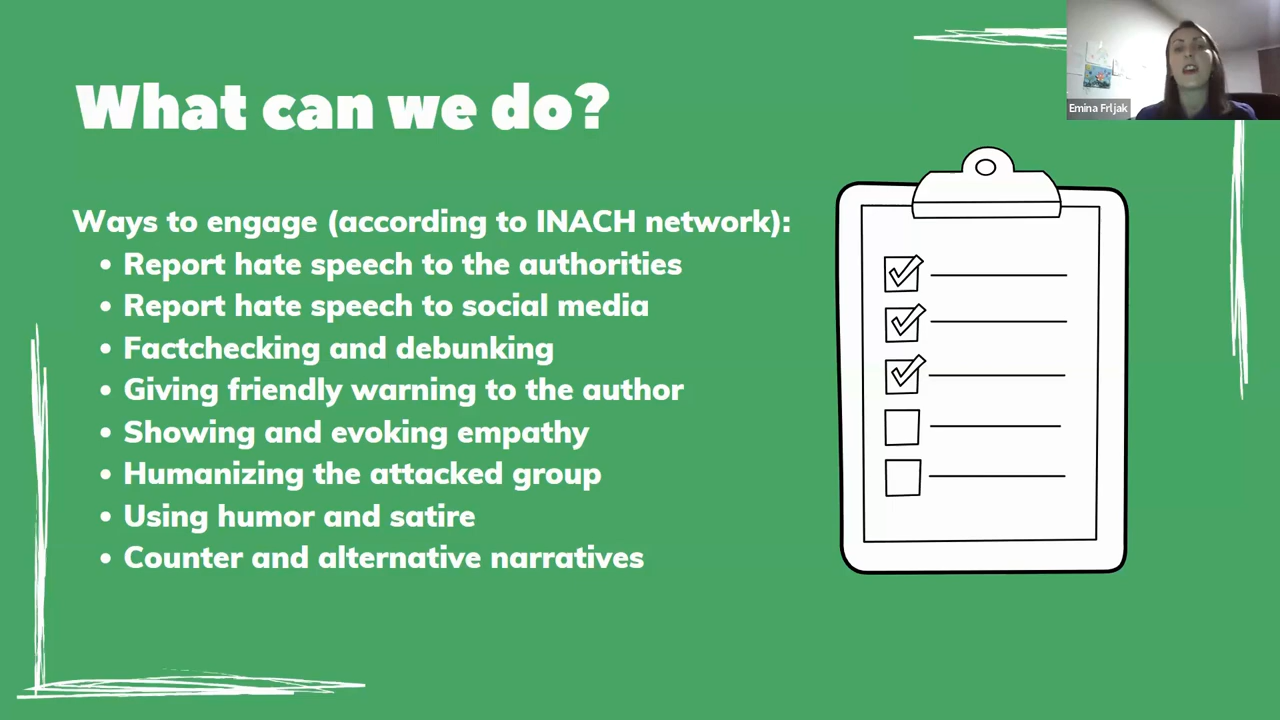 What can we do?
Emina Frljak
Ways to engage (according to INACH network):
• Report hate speech to the authorities
• Report hate speech to social media
• Factchecking and debunking
• Giving friendly warning to the author
• Showing and evoking empathy
• Humanizing the attacked group
• Using humor and satire
• Counter and alternative narratives